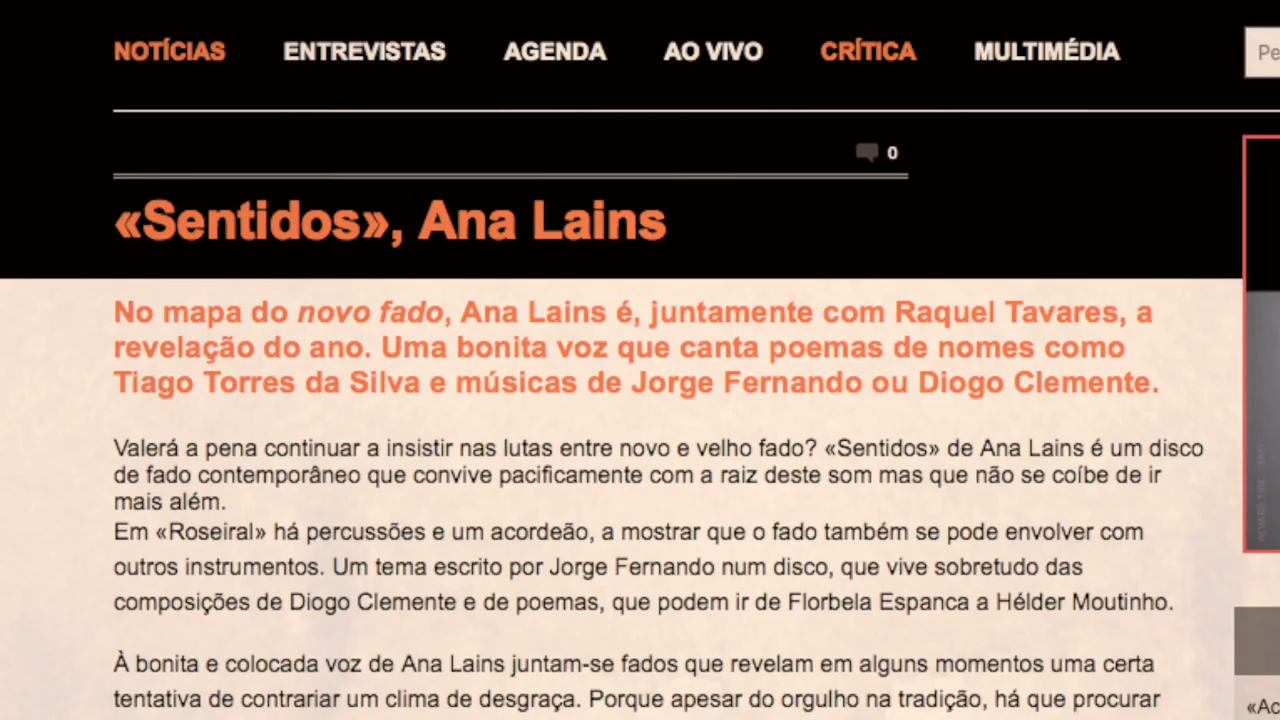 NOTÍCIAS ENTREVISTAS AGENDA AO VIVO CRÍTICA MULTIMÉDIA Pe
0
«Sentidos», Ana Lains
No mapa do novo fado, Ana Lains é, juntamente com Raquel Tavares, a
revelação do ano. Uma bonita voz que canta poemas de nomes como
Tiago Torres da Silva e músicas de Jorge Fernando ou Diogo Clemente.
Valerá a pena continuar a insistir nas lutas entre novo e velho fado? «Sentidos» de Ana Lains é um disco
de fado contemporâneo que convive pacificamente com a raiz deste som mas que não se coíbe de ir
mais além.
Em «Roseiral» há percussões e um acordeão, a mostrar que o fado também se pode envolver com
outros instrumentos. Um tema escrito por Jorge Fernando num disco, que vive sobretudo das
composições de Diogo Clemente e de poemas, que podem ir de Florbela Espanca a Hélder Moutinho.
À bonita e colocada voz de Ana Lains juntam-se fados que revelam em alguns momentos uma certa
tentativa de contrariar um clima de desgraça. Porque apesar do orgulho na tradição, há que procurar
«Ac